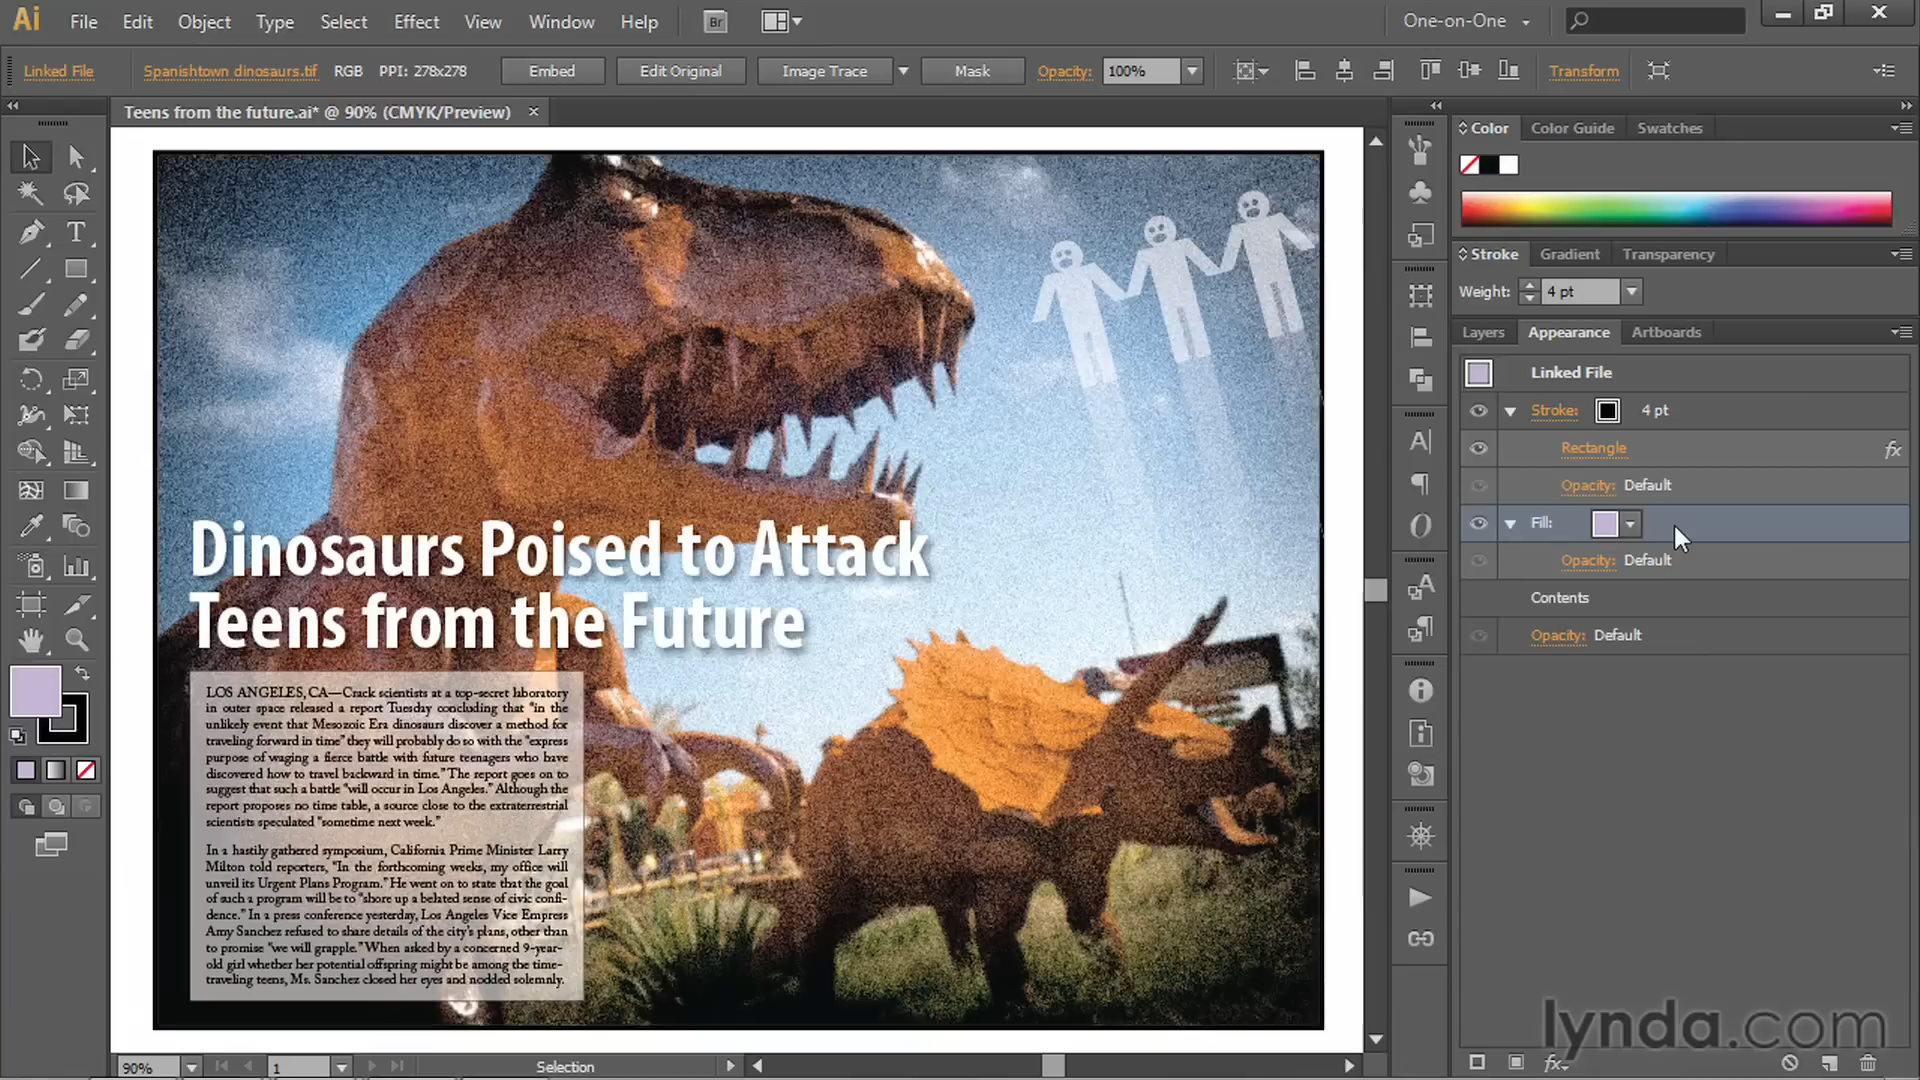 Ai File Edit Object Type Select Effect View Window Help Br One-on-One
Linked File Spanishtown dinosaurs.tif RGB PPI: 278x278 Embed Edit Original Image Trace Mask Opacity: 100% Transform
Teens from the future.ai* @ 90% (CMYK/Preview)
Color Color Guide Swatches
Stroke Gradient Transparency
Weight: 4 pt
Layers Appearance Artboards
Linked File
Stroke: 4 pt
Rectangle fx
Opacity: Default
Fill:
Opacity: Default
Contents
Opacity: Default
Dinosaurs Poised to Attack
Teens from the Future
LOS ANGELES, CA—Crack scientists at a top-secret laboratory
in outer space released a report Tuesday concluding that “in the
unlikely event that Mesozoic Era dinosaurs discover a method for
traveling forward in time” they will probably do so with the “express
purpose of waging a fierce battle with future teenagers who have
discovered how to travel backward in time.” The report goes on to
suggest that such a battle “will occur in Los Angeles.” Although the
report proposes no time table, a source close to the extraterrestrial
scientists speculated “sometime next week.”
In a hastily gathered symposium, California Prime Minister Larry
Milton told reporters, “In the forthcoming weeks, my office will
unveil its Urgent Plans Program.” He went on to state that the goal
of such a program will be to “shore up a belated sense of civic confi-
dence.” In a press conference yesterday, Los Angeles Vice Empress
Amy Sanchez refused to share details of the city’s plans, other than
to promise “we will grapple.” When asked by a concerned 9-year-
old girl whether her potential offspring might be among the time-
traveling teens, Ms. Sanchez closed her eyes and nodded solemnly.
lynda.com
90% 1 Selection fx